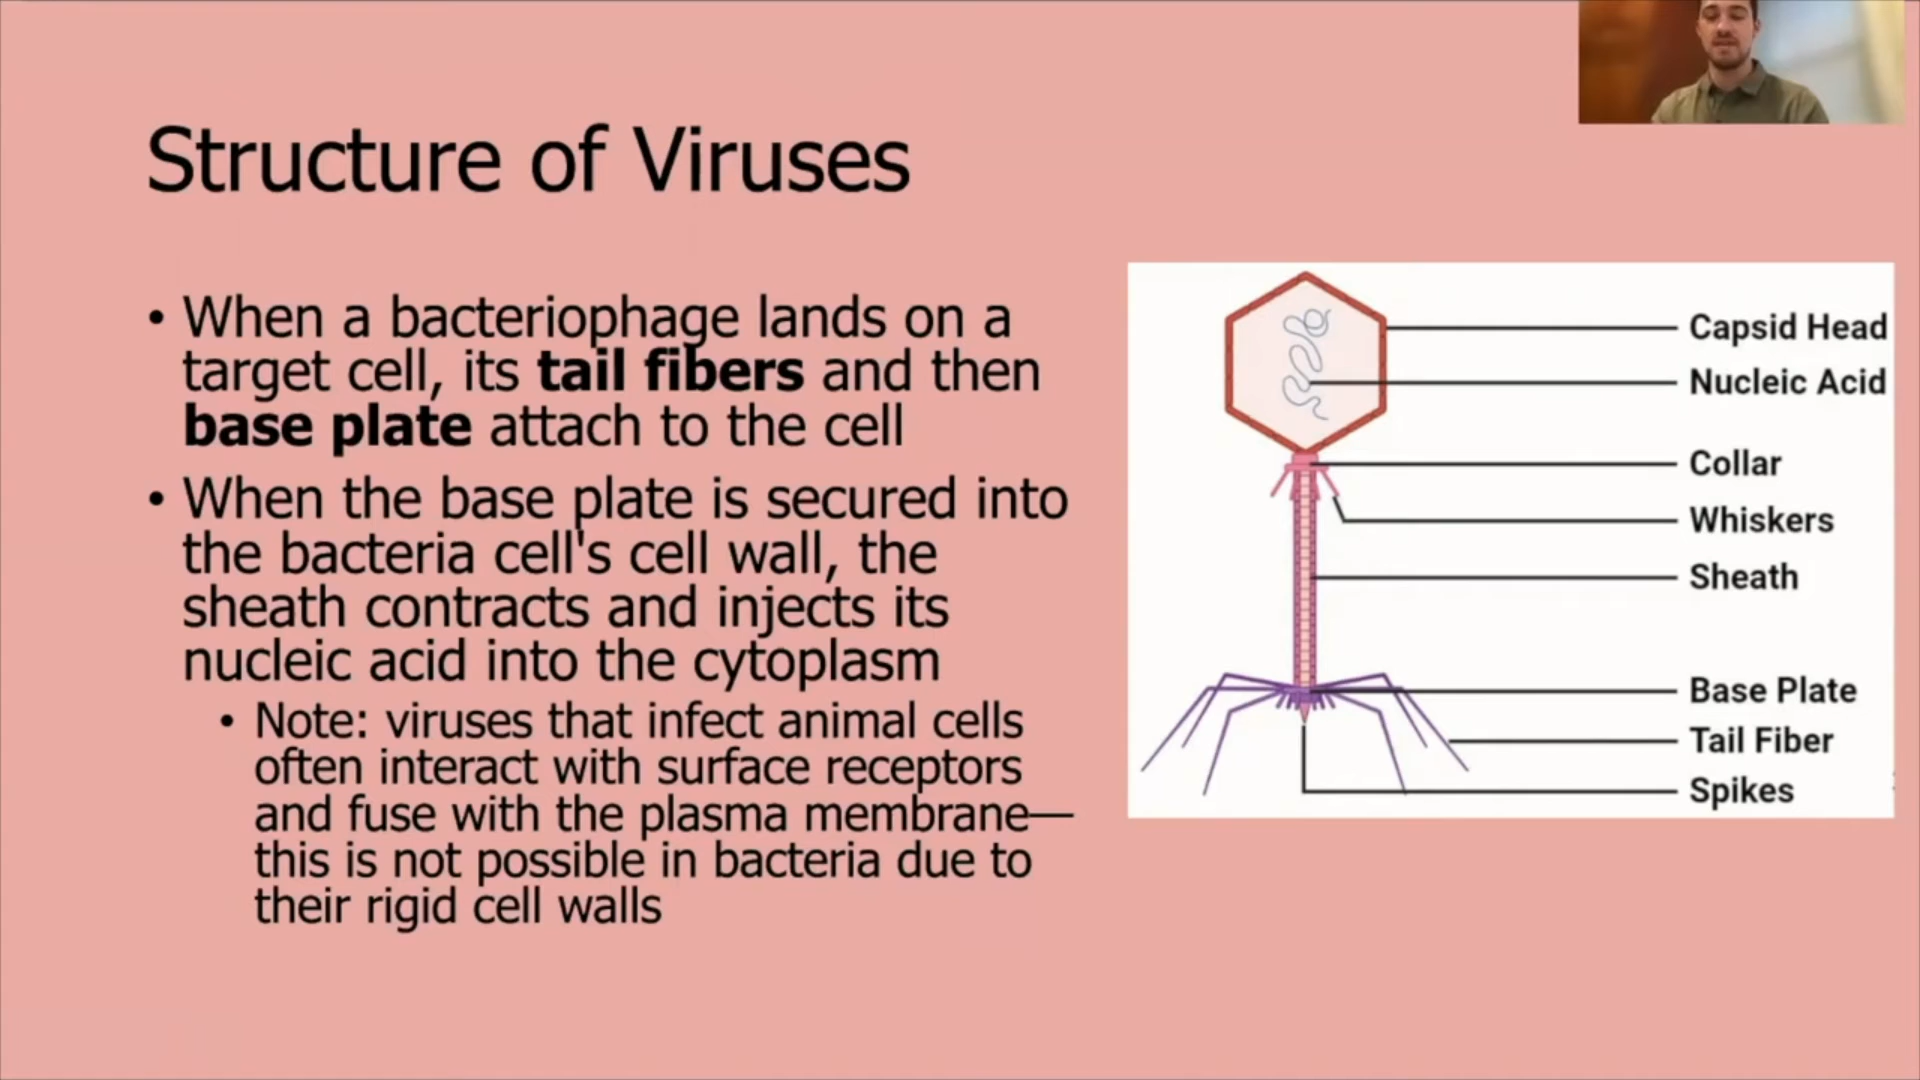 Structure of Viruses
• When a bacteriophage lands on a
target cell, its tail fibers and then
base plate attach to the cell
• When the base plate is secured into
the bacteria cell's cell wall, the
sheath contracts and injects its
nucleic acid into the cytoplasm
• Note: viruses that infect animal cells
often interact with surface receptors
and fuse with the plasma membrane—
this is not possible in bacteria due to
their rigid cell walls
Capsid Head
Nucleic Acid
Collar
Whiskers
Sheath
Base Plate
Tail Fiber
Spikes